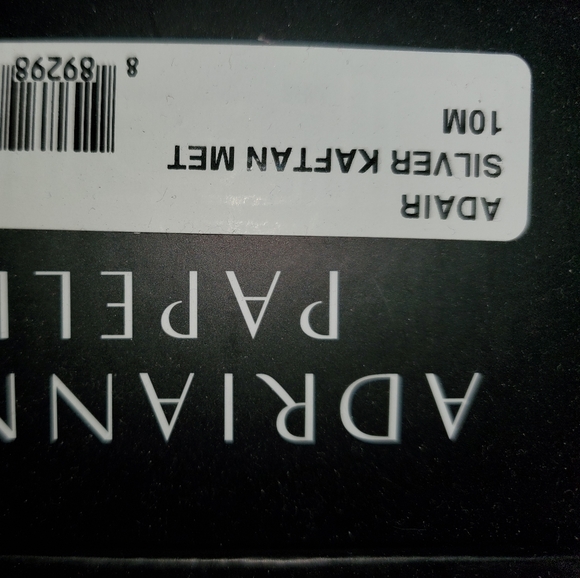 ADRIANN
PAPELL
ADAIR
SILVER KAFTAN MET
10M
8 89298